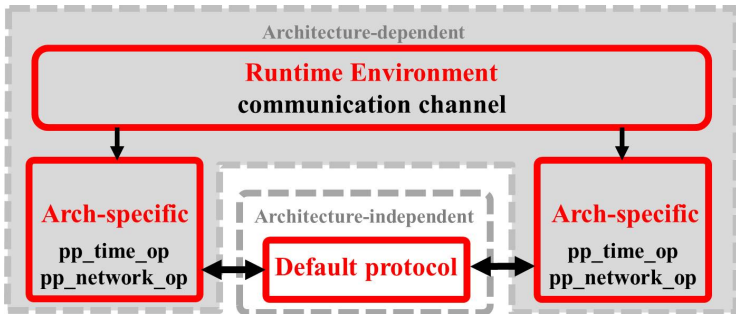 Architecture-dependent
Runtime Environment
communication channel
Arch-specific
pp_time_op
pp_network_op
Architecture-independent
Default protocol
Arch-specific
pp_time_op
pp_network_op